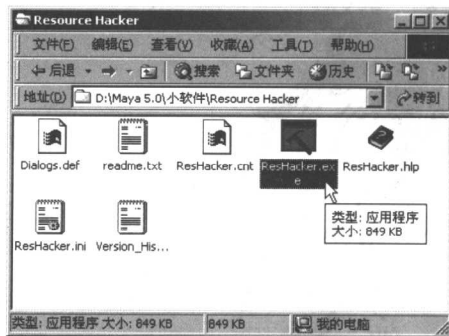 Resource Hacker
文件(F) 编辑(E) 查看(V) 收藏(A) 工具(T) 帮助(H)
后退 搜索 文件夹 历史 »
地址(D) D:\Maya 5.0\小软件\Resource Hacker 转到
Dialogs.def readme.txt ResHacker.cnt ResHacker.ex ResHacker.hlp
e
类型: 应用程序
大小: 849 KB
ResHacker.ini Version_His...
类型: 应用程序 大小: 849 KB 849 KB 我的电脑